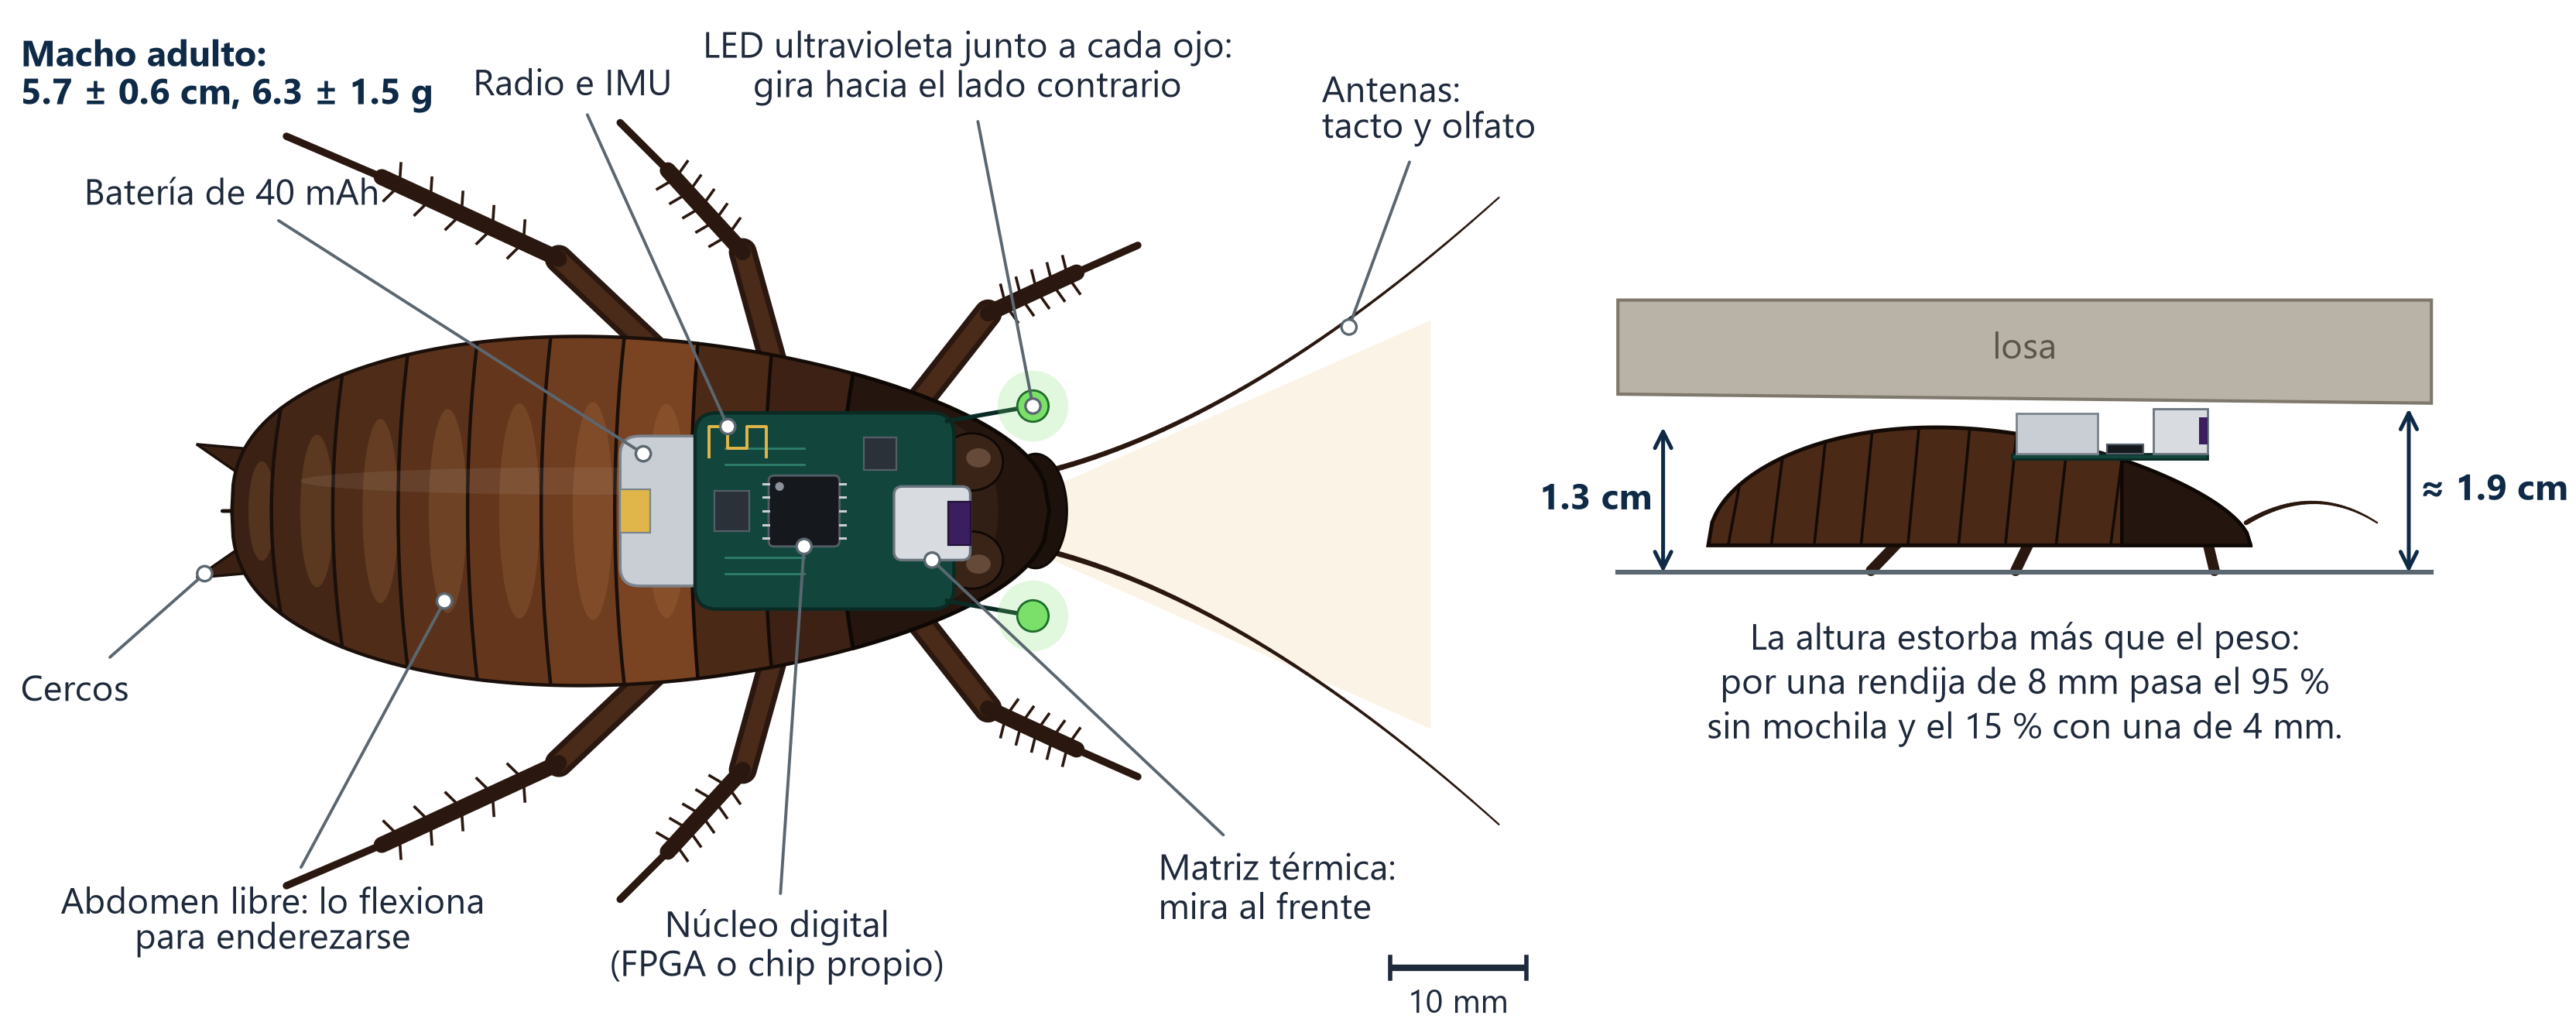 Macho adulto:
5.7 ± 0.6 cm, 6.3 ± 1.5 g
Radio e IMU
LED ultravioleta junto a cada ojo:
gira hacia el lado contrario
Antenas:
tacto y olfato
Batería de 40 mAh
losa
1.3 cm
≈ 1.9 cm
La altura estorba más que el peso:
por una rendija de 8 mm pasa el 95 %
sin mochila y el 15 % con una de 4 mm.
Cercos
Abdomen libre: lo flexiona
para enderezarse
Núcleo digital
(FPGA o chip propio)
Matriz térmica:
mira al frente
10 mm